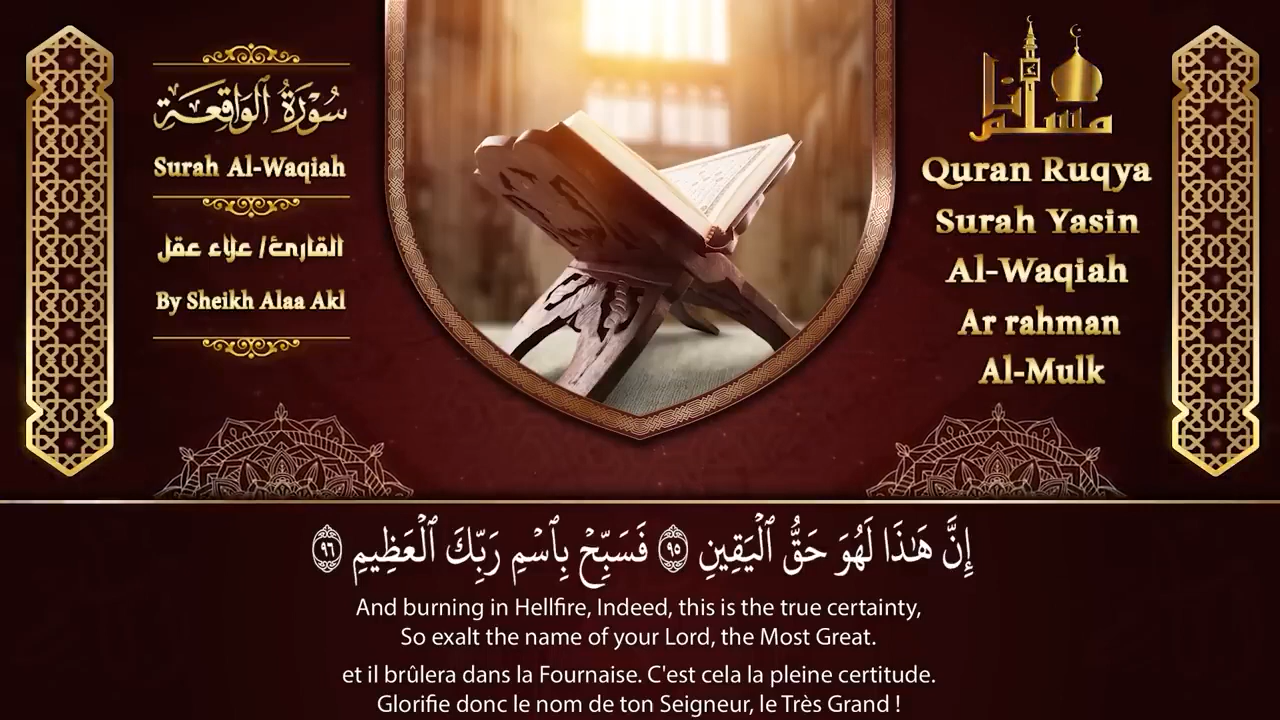 سُورَةُ الوَاقِعَة
Surah Al-Waqiah
القارئ/ علاء عقل
By Sheikh Alaa Akl
أنا مسلم
Quran Ruqya
Surah Yasin
Al-Waqiah
Ar rahman
Al-Mulk
إِنَّ هَـٰذَا لَهُوَ حَقُّ ٱلْيَقِينِ ٩٥ فَسَبِّحْ بِٱسْمِ رَبِّكَ ٱلْعَظِيمِ ٩٦
And burning in Hellfire, Indeed, this is the true certainty,
So exalt the name of your Lord, the Most Great.
et il brûlera dans la Fournaise. C'est cela la pleine certitude.
Glorifie donc le nom de ton Seigneur, le Très Grand !